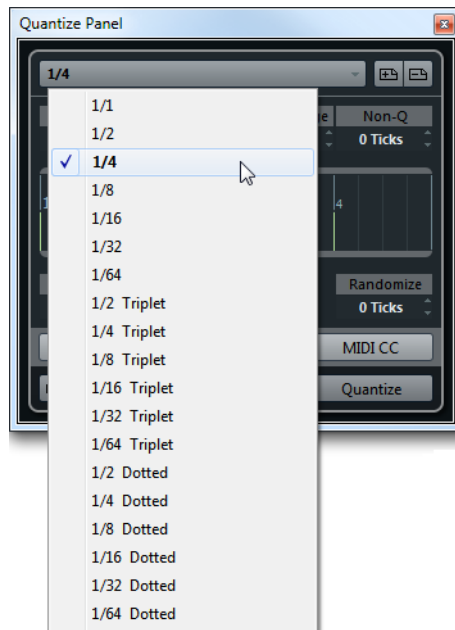 Quantize Panel
1/4
1/1
1/2
1/4
1/8
1/16
1/32
1/64
1/2 Triplet
1/4 Triplet
1/8 Triplet
1/16 Triplet
1/32 Triplet
1/64 Triplet
1/2 Dotted
1/4 Dotted
1/8 Dotted
1/16 Dotted
1/32 Dotted
1/64 Dotted
Non-Q
0 Ticks
4
Randomize
0 Ticks
MIDI CC
Quantize